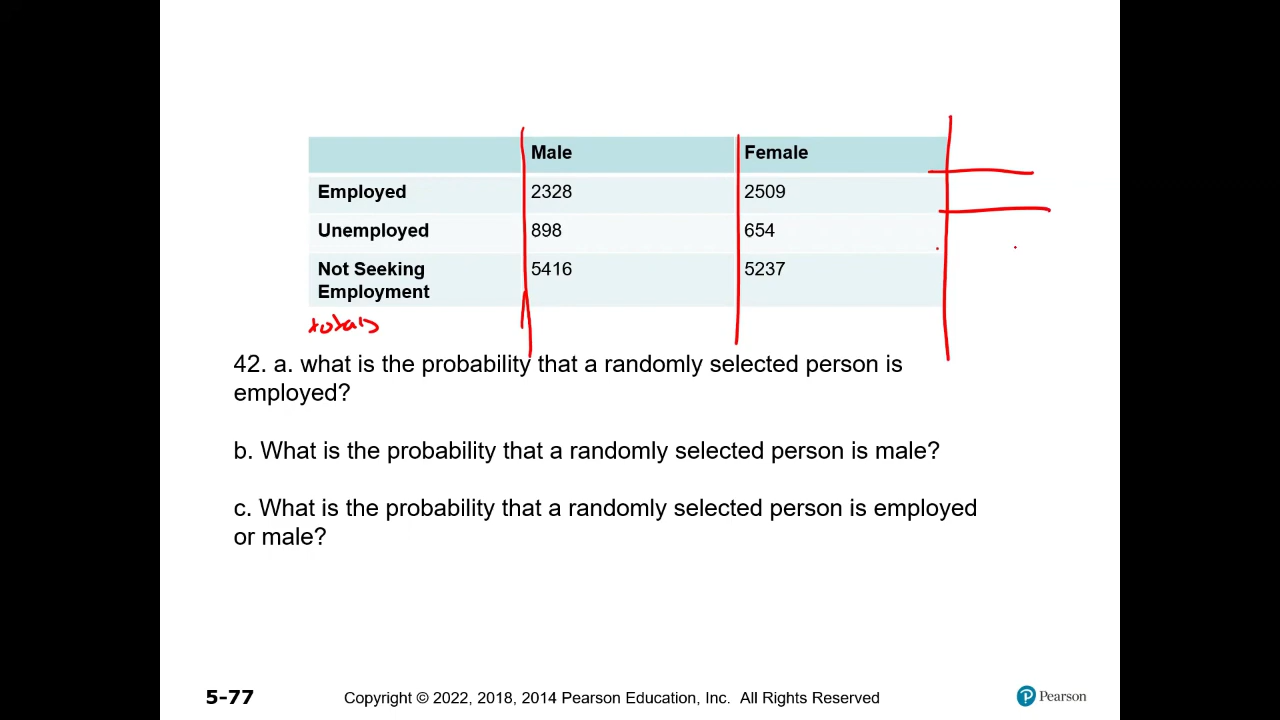 Male Female
Employed 2328 2509
Unemployed 898 654
Not Seeking 5416 5237
Employment
totals
42. a. what is the probability that a randomly selected person is
employed?
b. What is the probability that a randomly selected person is male?
c. What is the probability that a randomly selected person is employed
or male?
5-77 Copyright © 2022, 2018, 2014 Pearson Education, Inc. All Rights Reserved P Pearson